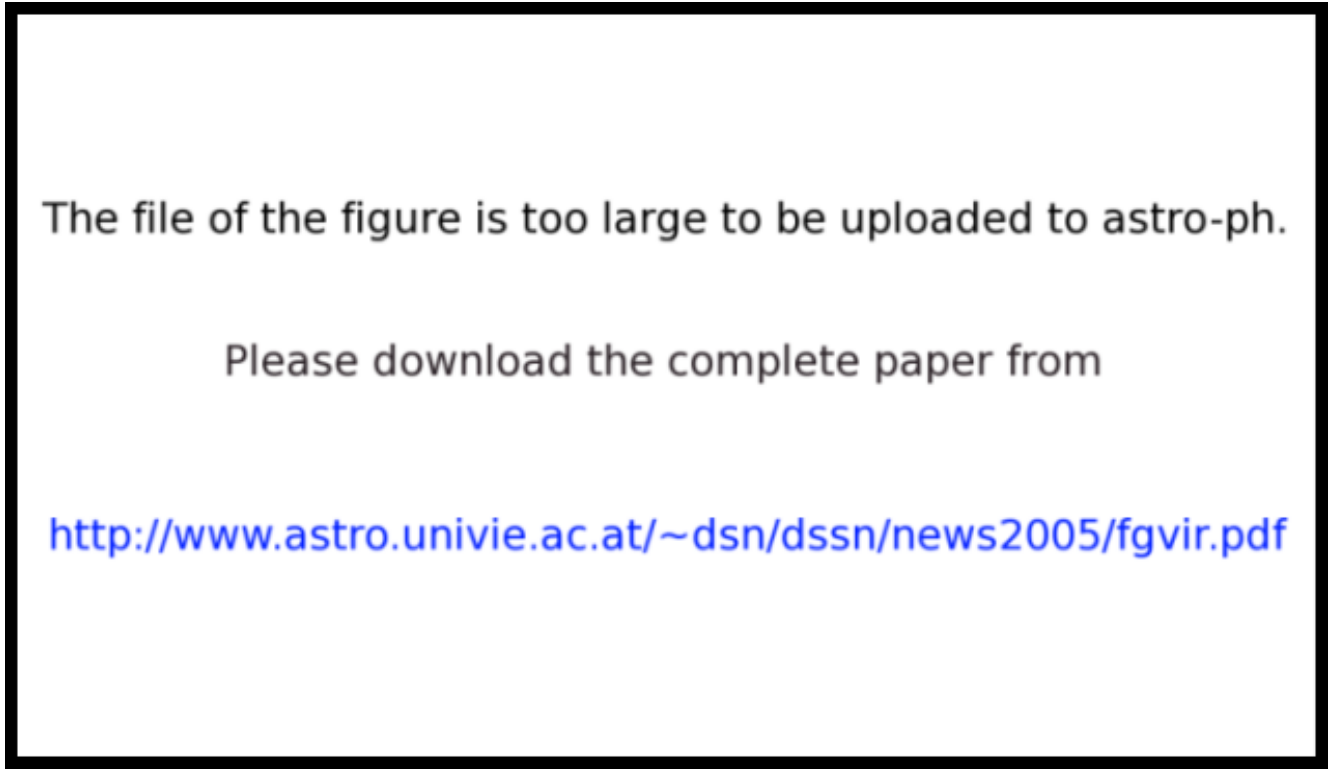 The file of the figure is too large to be uploaded to astro-ph.
Please download the complete paper from
http://www.astro.univie.ac.at/~dsn/dssn/news2005/fgvir.pdf